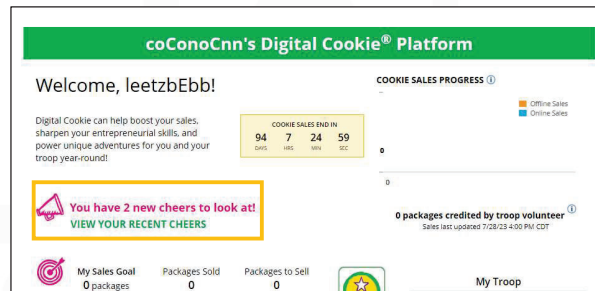 coConoCnn's Digital Cookie® Platform
Welcome, leetzbEbb!
Digital Cookie can help boost your sales,
sharpen your entrepreneurial skills, and
power unique adventures for you and your
troop year-round!
COOKIE SALES END IN
94 7 24 59
DAYS HRS MIN SEC
COOKIE SALES PROGRESS
Offline Sales
Online Sales
0
0
You have 2 new cheers to look at!
VIEW YOUR RECENT CHEERS
0 packages credited by troop volunteer
Sales last updated 7/28/23 4:00 PM CDT
My Sales Goal
0 packages
Packages Sold
0
Packages to Sell
0
My Troop